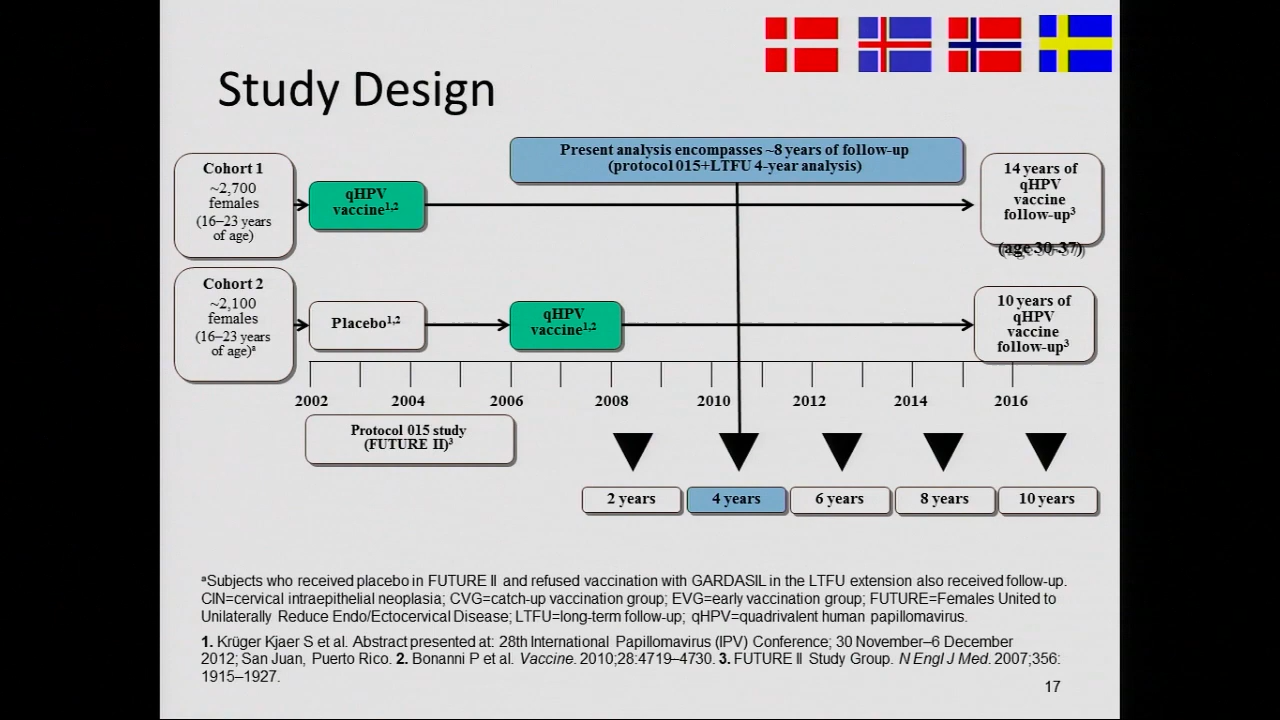 Study Design
Present analysis encompasses ~8 years of follow-up
(protocol 015+LTFU 4-year analysis)
Cohort 1
~2,700
females
(16–23 years
of age)
qHPV
vaccine1,2
14 years of
qHPV
vaccine
follow-up3
(age 30-37)
Cohort 2
~2,100
females
(16–23 years
of age)a
Placebo1,2
qHPV
vaccine1,2
10 years of
qHPV
vaccine
follow-up3
2002 2004 2006 2008 2010 2012 2014 2016
Protocol 015 study
(FUTURE II)3
2 years 4 years 6 years 8 years 10 years
aSubjects who received placebo in FUTURE II and refused vaccination with GARDASIL in the LTFU extension also received follow-up.
CIN=cervical intraepithelial neoplasia; CVG=catch-up vaccination group; EVG=early vaccination group; FUTURE=Females United to
Unilaterally Reduce Endo/Ectocervical Disease; LTFU=long-term follow-up; qHPV=quadrivalent human papillomavirus.
1. Krüger Kjaer S et al. Abstract presented at: 28th International Papillomavirus (IPV) Conference; 30 November–6 December
2012; San Juan, Puerto Rico. 2. Bonanni P et al. Vaccine. 2010;28:4719–4730. 3. FUTURE II Study Group. N Engl J Med. 2007;356:
1915–1927.
17